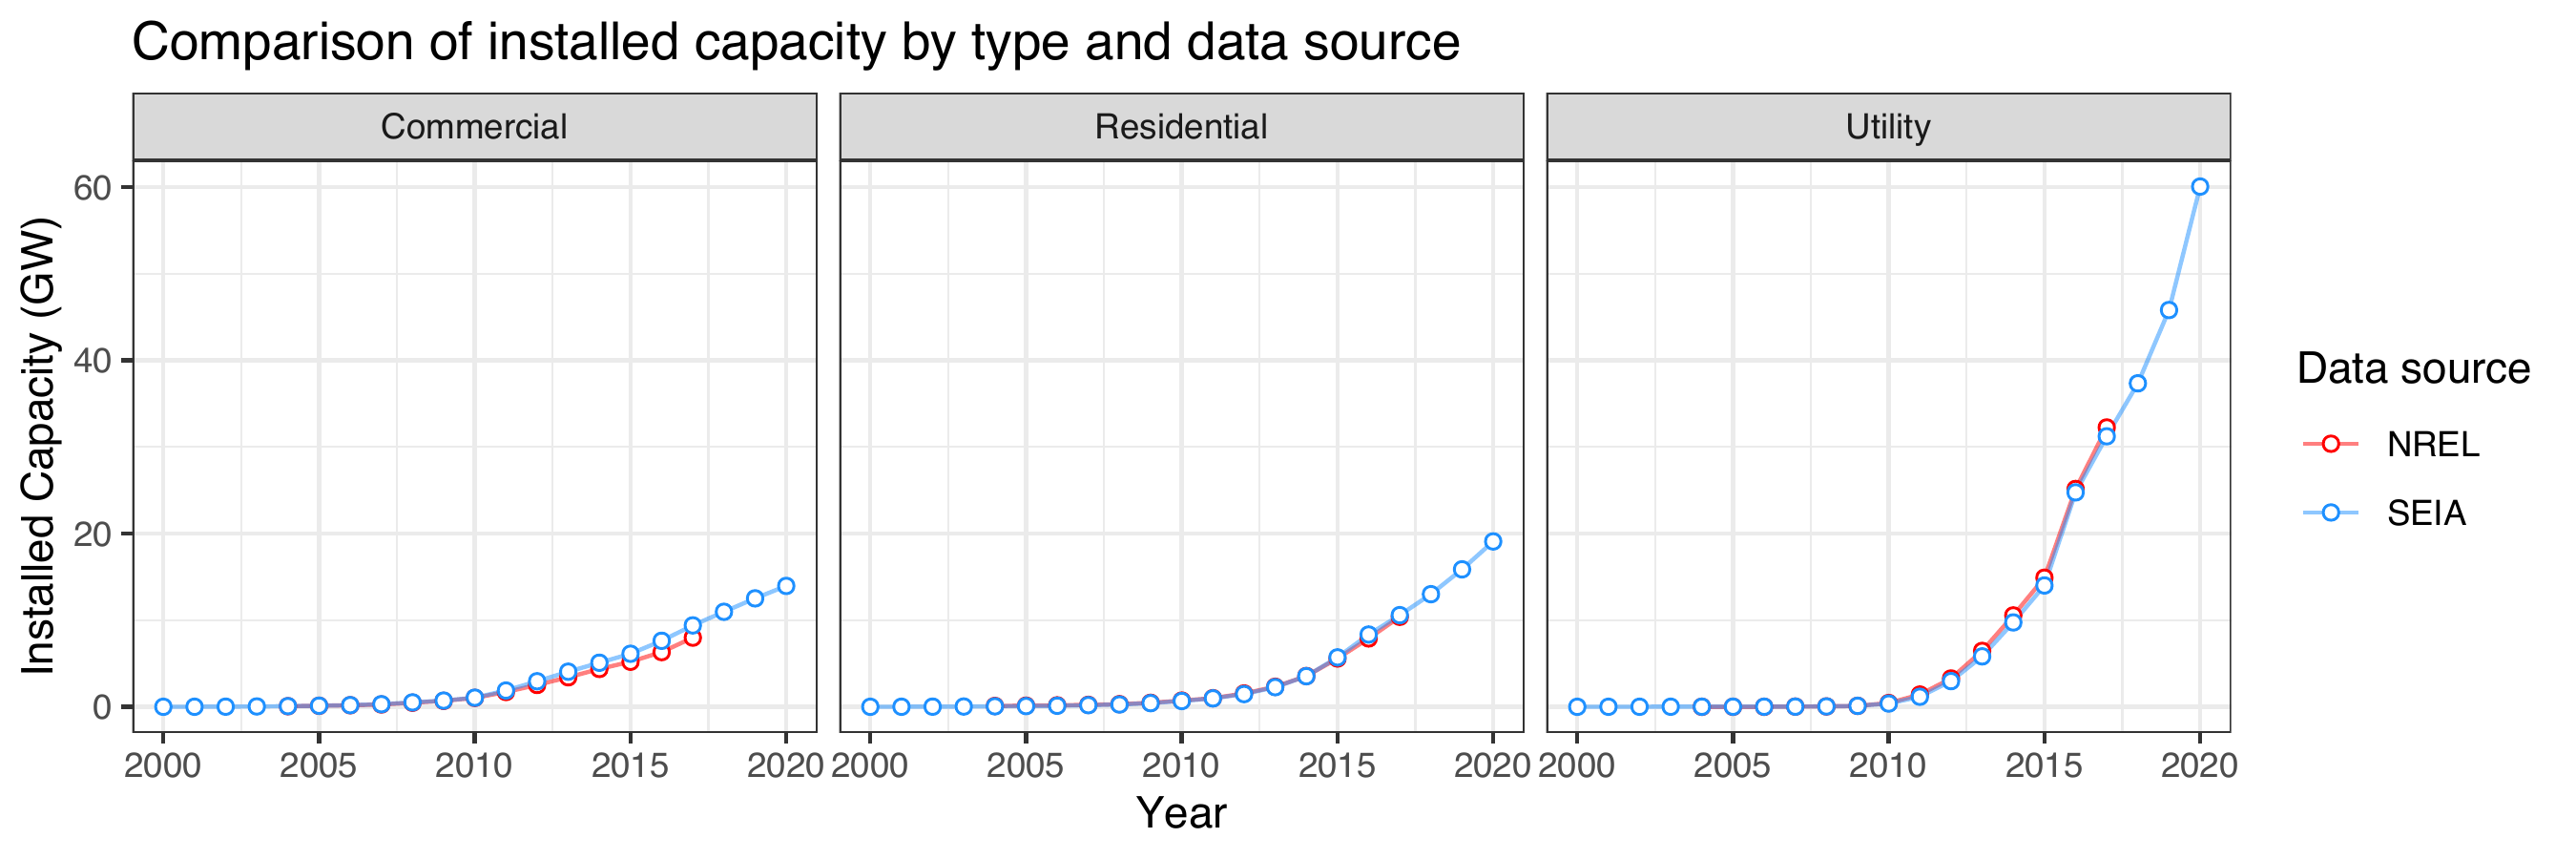 Comparison of installed capacity by type and data source
Commercial Residential Utility
Installed Capacity (GW)
60
40
20
0
2000 2005 2010 2015 2020 2000 2005 2010 2015 2020 2000 2005 2010 2015 2020
Year
Data source
NREL
SEIA